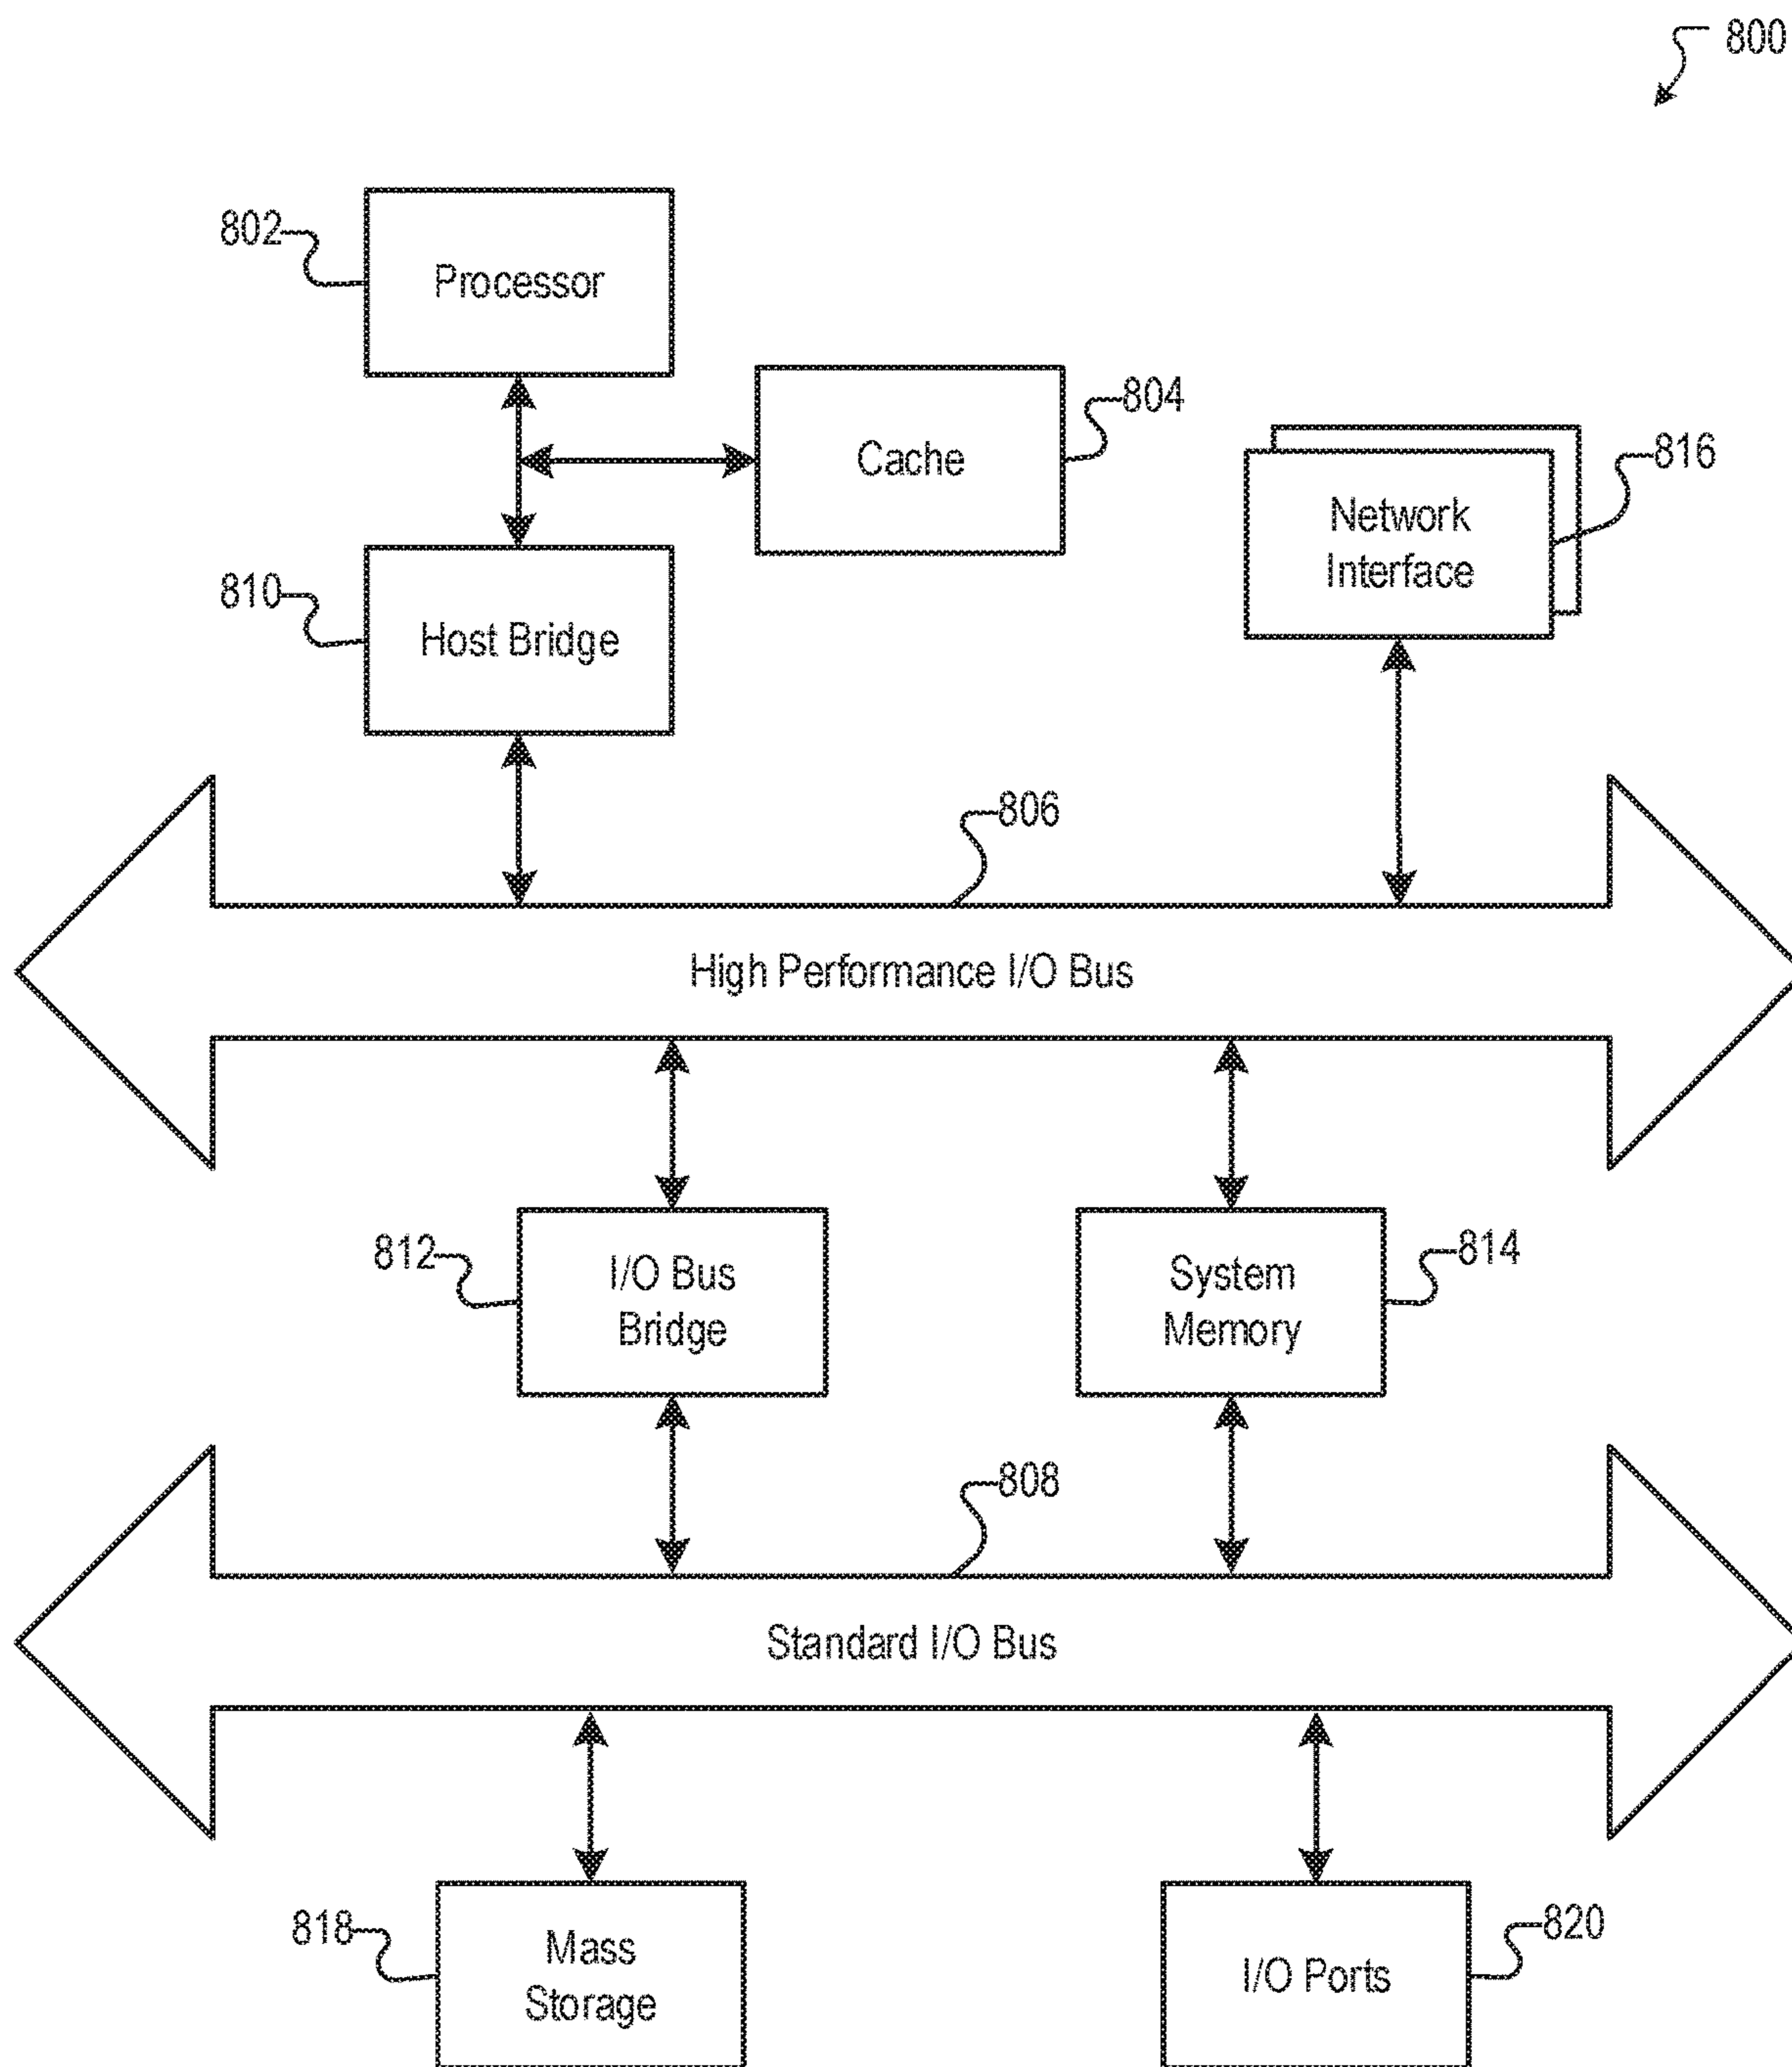 800
802
Processor
804
Cache
816
Network
Interface
810
Host Bridge
806
High Performance I/O Bus
812
I/O Bus
Bridge
814
System
Memory
808
Standard I/O Bus
818
Mass
Storage
820
I/O Ports